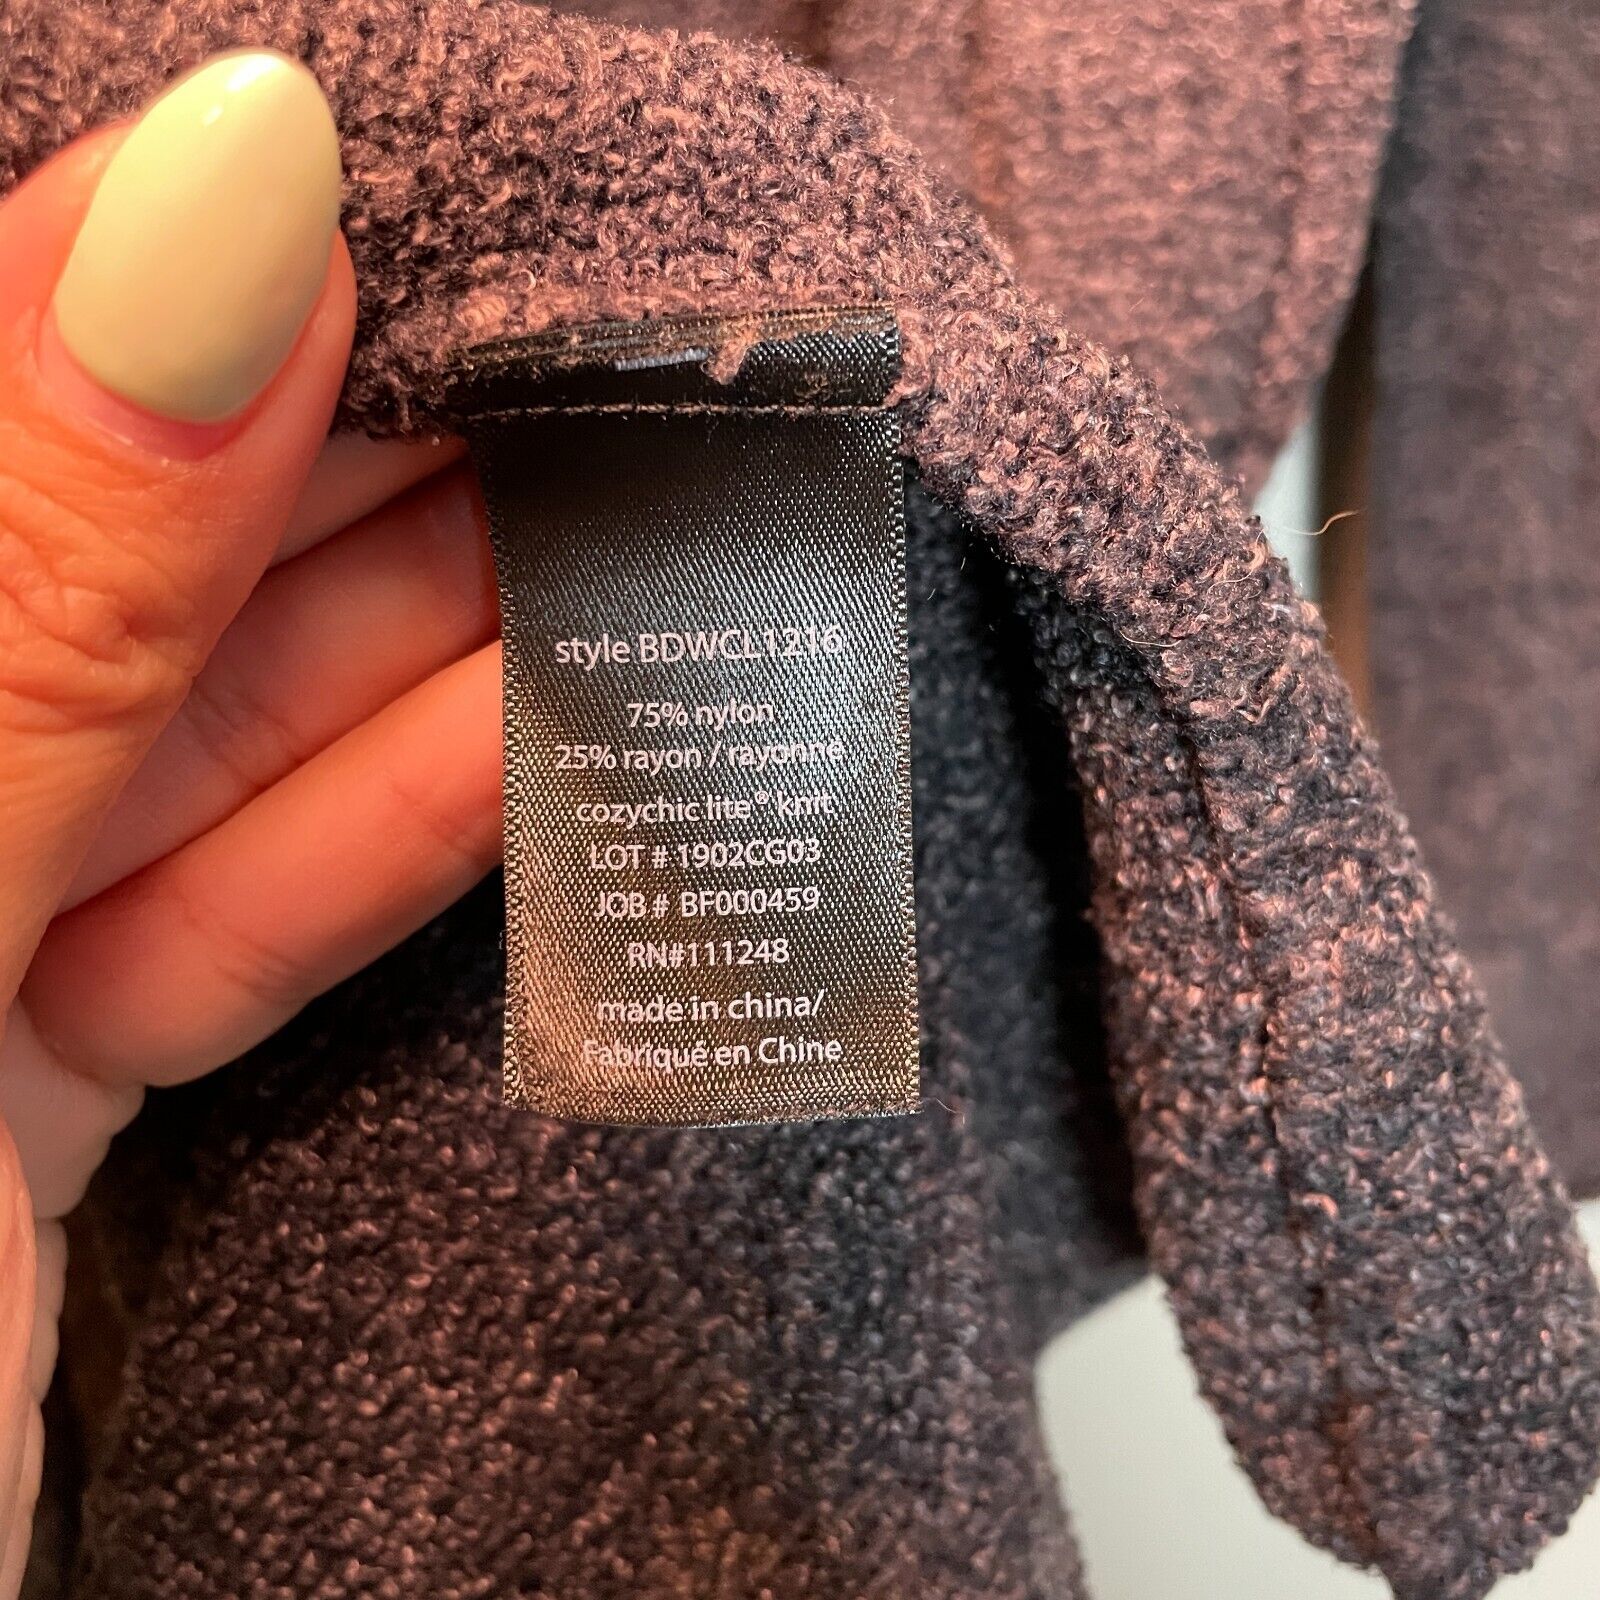 style BDWCL1216
75% nylon
25% rayon / rayonne
cozychic lite® knit
LOT # 1902CG03
JOB # BF000459
RN#111248
made in china/
Fabriqué en Chine